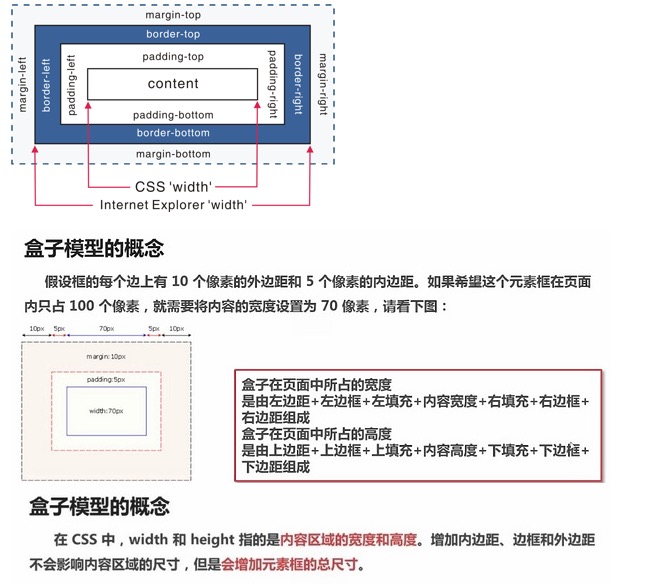 margin-top
border-top
padding-top
margin-left
border-left
padding-left
content
padding-right
border-right
margin-right
padding-bottom
border-bottom
margin-bottom
CSS 'width'
Internet Explorer 'width'
盒子模型的概念
假设框的每个边上有 10 个像素的外边距和 5 个像素的内边距。如果希望这个元素框在页面
内只占 100 个像素，就需要将内容的宽度设置为 70 像素，请看下图：
10px 5px 70px 5px 10px
margin:10px
padding:5px
width:70px
盒子在页面中所占的宽度
是由左边距+左边框+左填充+内容宽度+右填充+右边框+
右边距组成
盒子在页面中所占的高度
是由上边距+上边框+上填充+内容高度+下填充+下边框+
下边距组成
盒子模型的概念
在 CSS 中，width 和 height 指的是内容区域的宽度和高度。增加内边距、边框和外边距
不会影响内容区域的尺寸，但是会增加元素框的总尺寸。